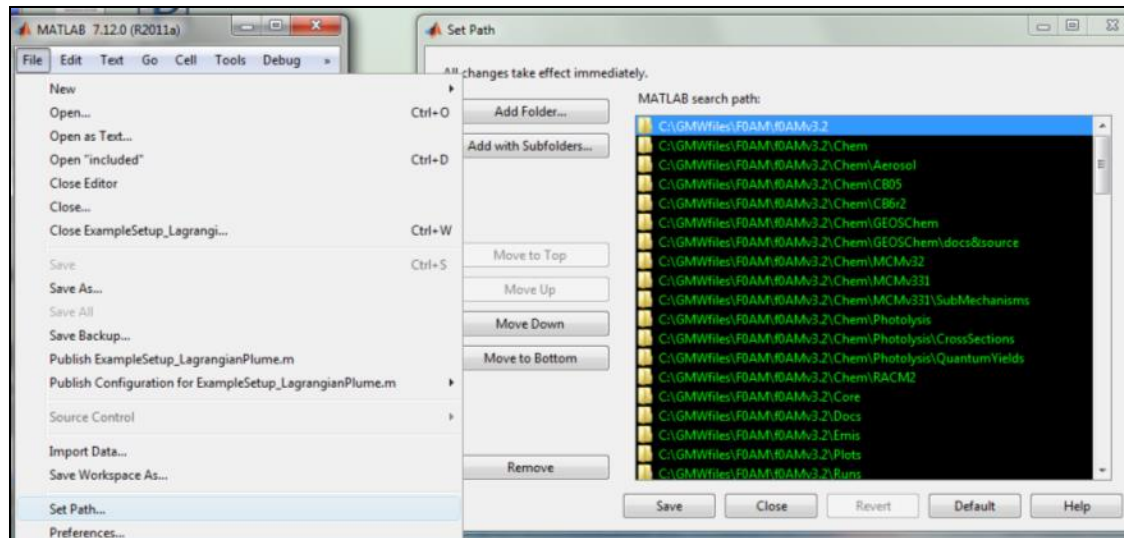 MATLAB 7.12.0 (R2011a)
File Edit Text Go Cell Tools Debug »
New
Open... Ctrl+O
Open as Text...
Open "included" Ctrl+D
Close Editor
Close...
Close ExampleSetup_Lagrangi... Ctrl+W
Save Ctrl+S
Save As...
Save All
Save Backup...
Publish ExampleSetup_LagrangianPlume.m
Publish Configuration for ExampleSetup_LagrangianPlume.m
Source Control
Import Data...
Save Workspace As...
Set Path...
Preferences...
Set Path
All changes take effect immediately.
Add Folder...
Add with Subfolders...
Move to Top
Move Up
Move Down
Move to Bottom
Remove
MATLAB search path:
C:\GMWfiles\F0AM\f0AMv3.2
C:\GMWfiles\F0AM\f0AMv3.2\Chem
C:\GMWfiles\F0AM\f0AMv3.2\Chem\Aerosol
C:\GMWfiles\F0AM\f0AMv3.2\Chem\CB05
C:\GMWfiles\F0AM\f0AMv3.2\Chem\CB6r2
C:\GMWfiles\F0AM\f0AMv3.2\Chem\GEOSChem
C:\GMWfiles\F0AM\f0AMv3.2\Chem\GEOSChem\docs&source
C:\GMWfiles\F0AM\f0AMv3.2\Chem\MCMv32
C:\GMWfiles\F0AM\f0AMv3.2\Chem\MCMv331
C:\GMWfiles\F0AM\f0AMv3.2\Chem\MCMv331\SubMechanisms
C:\GMWfiles\F0AM\f0AMv3.2\Chem\Photolysis
C:\GMWfiles\F0AM\f0AMv3.2\Chem\Photolysis\CrossSections
C:\GMWfiles\F0AM\f0AMv3.2\Chem\Photolysis\QuantumYields
C:\GMWfiles\F0AM\f0AMv3.2\Chem\RACM2
C:\GMWfiles\F0AM\f0AMv3.2\Core
C:\GMWfiles\F0AM\f0AMv3.2\Docs
C:\GMWfiles\F0AM\f0AMv3.2\Emis
C:\GMWfiles\F0AM\f0AMv3.2\Plots
C:\GMWfiles\F0AM\f0AMv3.2\Runs
Save Close Revert Default Help